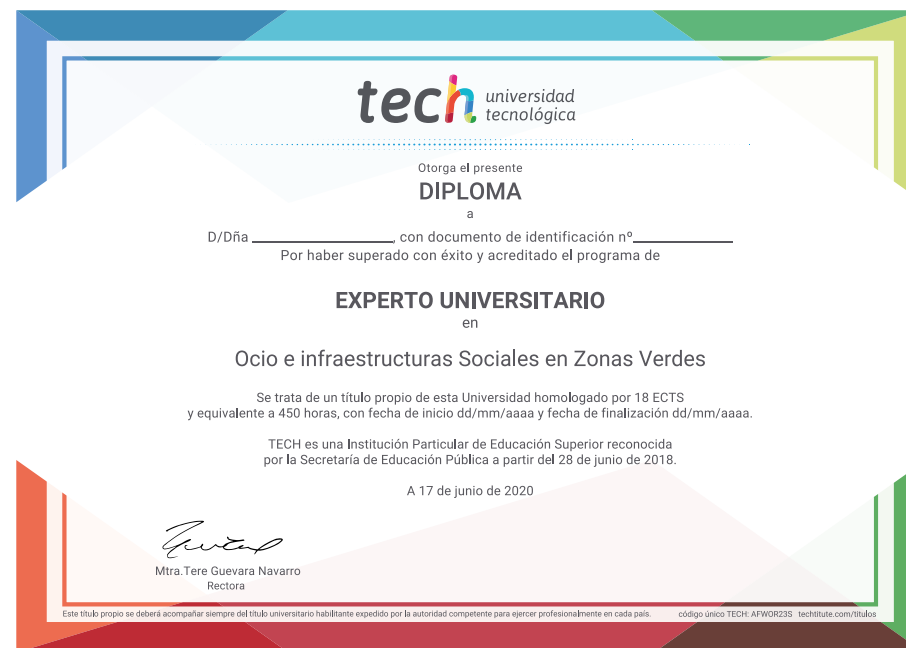 tech universidad
tecnológica
Otorga el presente
DIPLOMA
a
D/Dña ____________________, con documento de identificación nº______________
Por haber superado con éxito y acreditado el programa de
EXPERTO UNIVERSITARIO
en
Ocio e infraestructuras Sociales en Zonas Verdes
Se trata de un título propio de esta Universidad homologado por 18 ECTS
y equivalente a 450 horas, con fecha de inicio dd/mm/aaaa y fecha de finalización dd/mm/aaaa.
TECH es una Institución Particular de Educación Superior reconocida
por la Secretaría de Educación Pública a partir del 28 de junio de 2018.
A 17 de junio de 2020
Mtra.Tere Guevara Navarro
Rectora
Este título propio se deberá acompañar siempre del título universitario habilitante expedido por la autoridad competente para ejercer profesionalmente en cada país. código único TECH: AFWOR23S techtitute.com/titulos